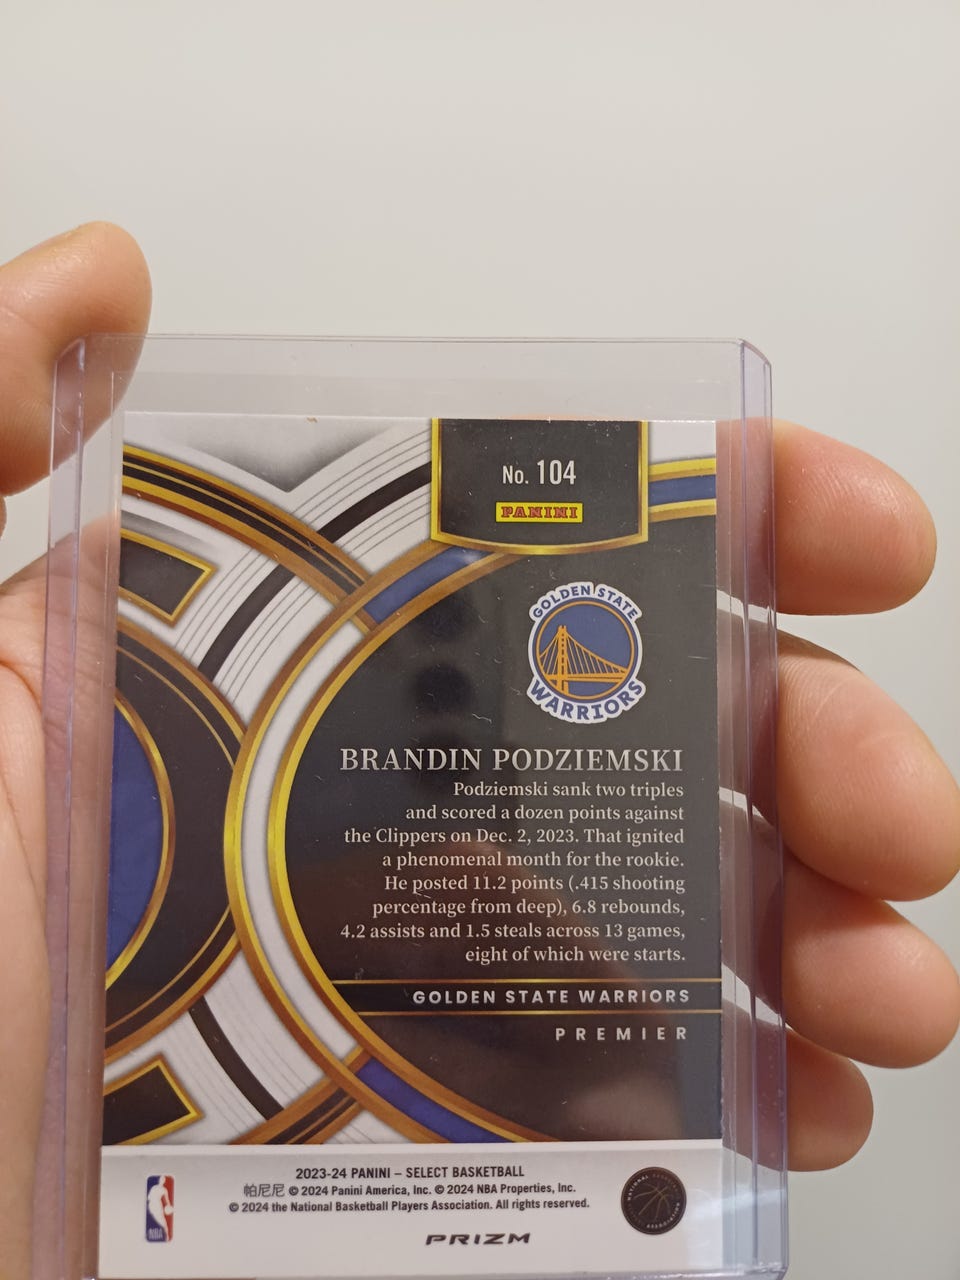 No. 104
PANINI
GOLDEN STATE
WARRIORS
BRANDIN PODZIEMSKI
Podziemski sank two triples
and scored a dozen points against
the Clippers on Dec. 2, 2023. That ignited
a phenomenal month for the rookie.
He posted 11.2 points (.415 shooting
percentage from deep), 6.8 rebounds,
4.2 assists and 1.5 steals across 13 games,
eight of which were starts.
GOLDEN STATE WARRIORS
PREMIER
2023-24 PANINI – SELECT BASKETBALL
帕尼尼 © 2024 Panini America, Inc. © 2024 NBA Properties, Inc.
© 2024 the National Basketball Players Association. All rights reserved.
NBA
PRIZM